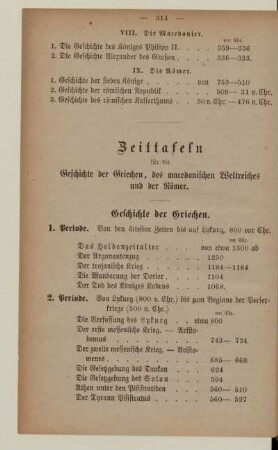 — 314 —
VIII. Die Macedonier.
vor Chr.
1. Die Geschichte des Königes Philipp II. . . . . 359—336
2. Die Geschichte Alexander des Großen . . . . 336—323.
IX. Die Römer.
vor Chr.
1. Geschichte der sieben Könige . . . . von 753—510
2. Geschichte der römischen Republik . . . 509 — 31 v. Chr.
3. Geschichte des römischen Kaiserthums . 30 v. Chr.—476 n. Chr.
Zeittafeln
für die
Geschichte der Griechen, des macedonischen Weltreiches
und der Römer.
Geschichte der Griechen.
1. Periode. Von den ältesten Zeiten bis auf Lykurg, 800 vor Chr.
vor Chr.
Das Heldenzeitalter . . . . von etwa 1300 ab
Der Argonautenzug . . . . 1250
Der trojanische Krieg . . . . 1194—1184
Die Wanderung der Dorier . . . 1104
Der Tod des Königes Kodrus . . . 1068.
2. Periode. Von Lykurg (800 v. Chr.) bis zum Beginne der Perser-
kriege (500 v. Chr.)
vor Chr.
Die Verfassung des Lykurg . . etwa 800
Der erste messenische Krieg. — Aristo-
demus . . . . . 743— 724
Der zweite messenische Krieg. — Aristo-
menes . . . . . 685— 668
Die Gesetzgebung des Drakon . . 624
Die Gesetzgebung des Solon . . 594
Athen unter den Pisistratiden . . 560— 510
Der Tyrann Pisistratus . . . 560— 527